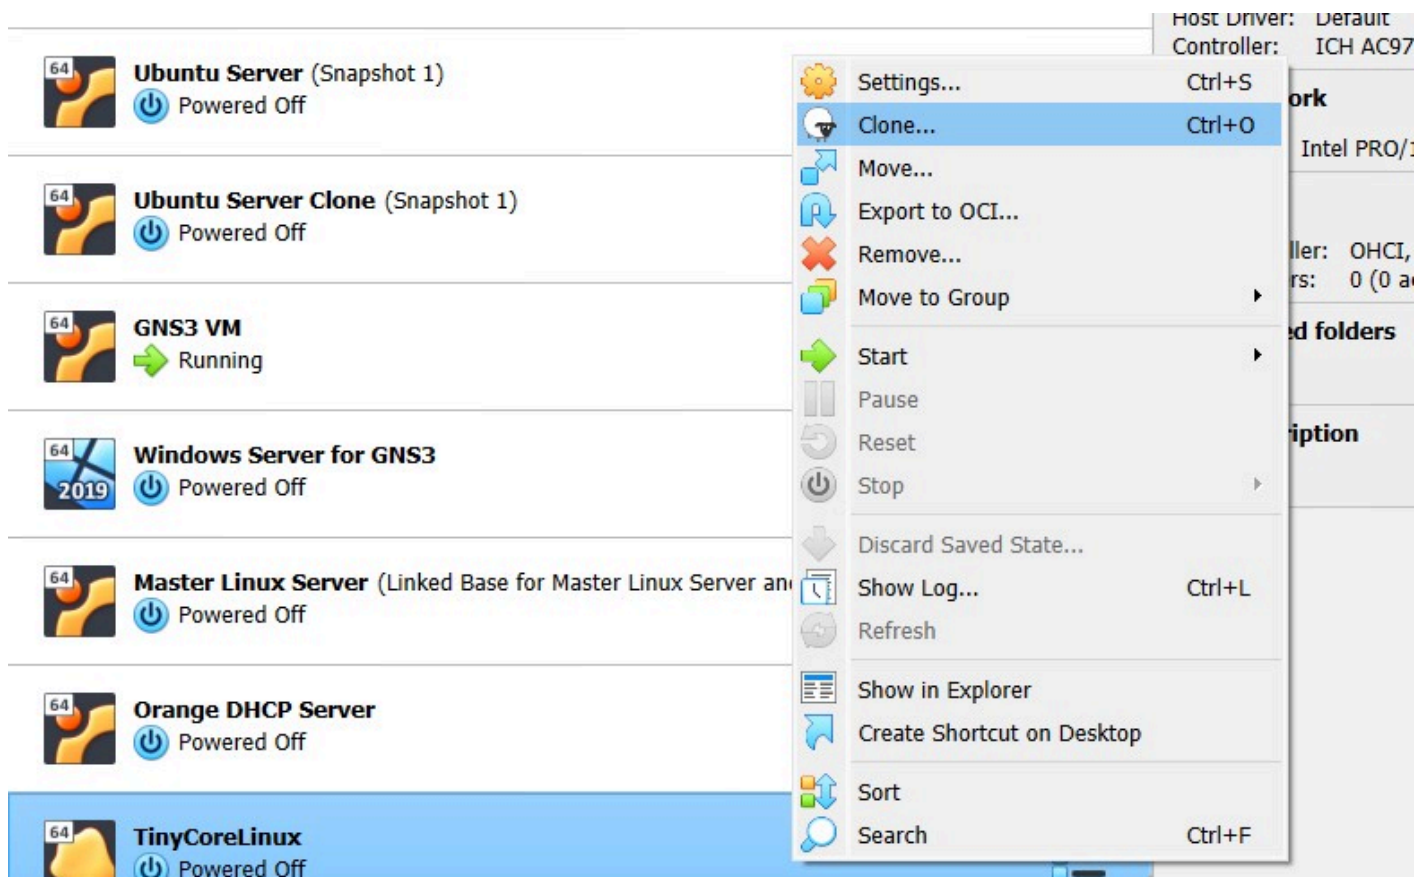 64
Ubuntu Server (Snapshot 1)
Powered Off
64
Ubuntu Server Clone (Snapshot 1)
Powered Off
64
GNS3 VM
Running
64
2019
Windows Server for GNS3
Powered Off
64
Master Linux Server (Linked Base for Master Linux Server an
Powered Off
64
Orange DHCP Server
Powered Off
64
TinyCoreLinux
Powered Off
Settings... Ctrl+S
Clone... Ctrl+O
Move...
Export to OCI...
Remove...
Move to Group
Start
Pause
Reset
Stop
Discard Saved State...
Show Log... Ctrl+L
Refresh
Show in Explorer
Create Shortcut on Desktop
Sort
Search Ctrl+F
Host Driver: Default
Controller: ICH AC97
ork
Intel PRO/1
ller: OHCI,
rs: 0 (0 a
ed folders
iption